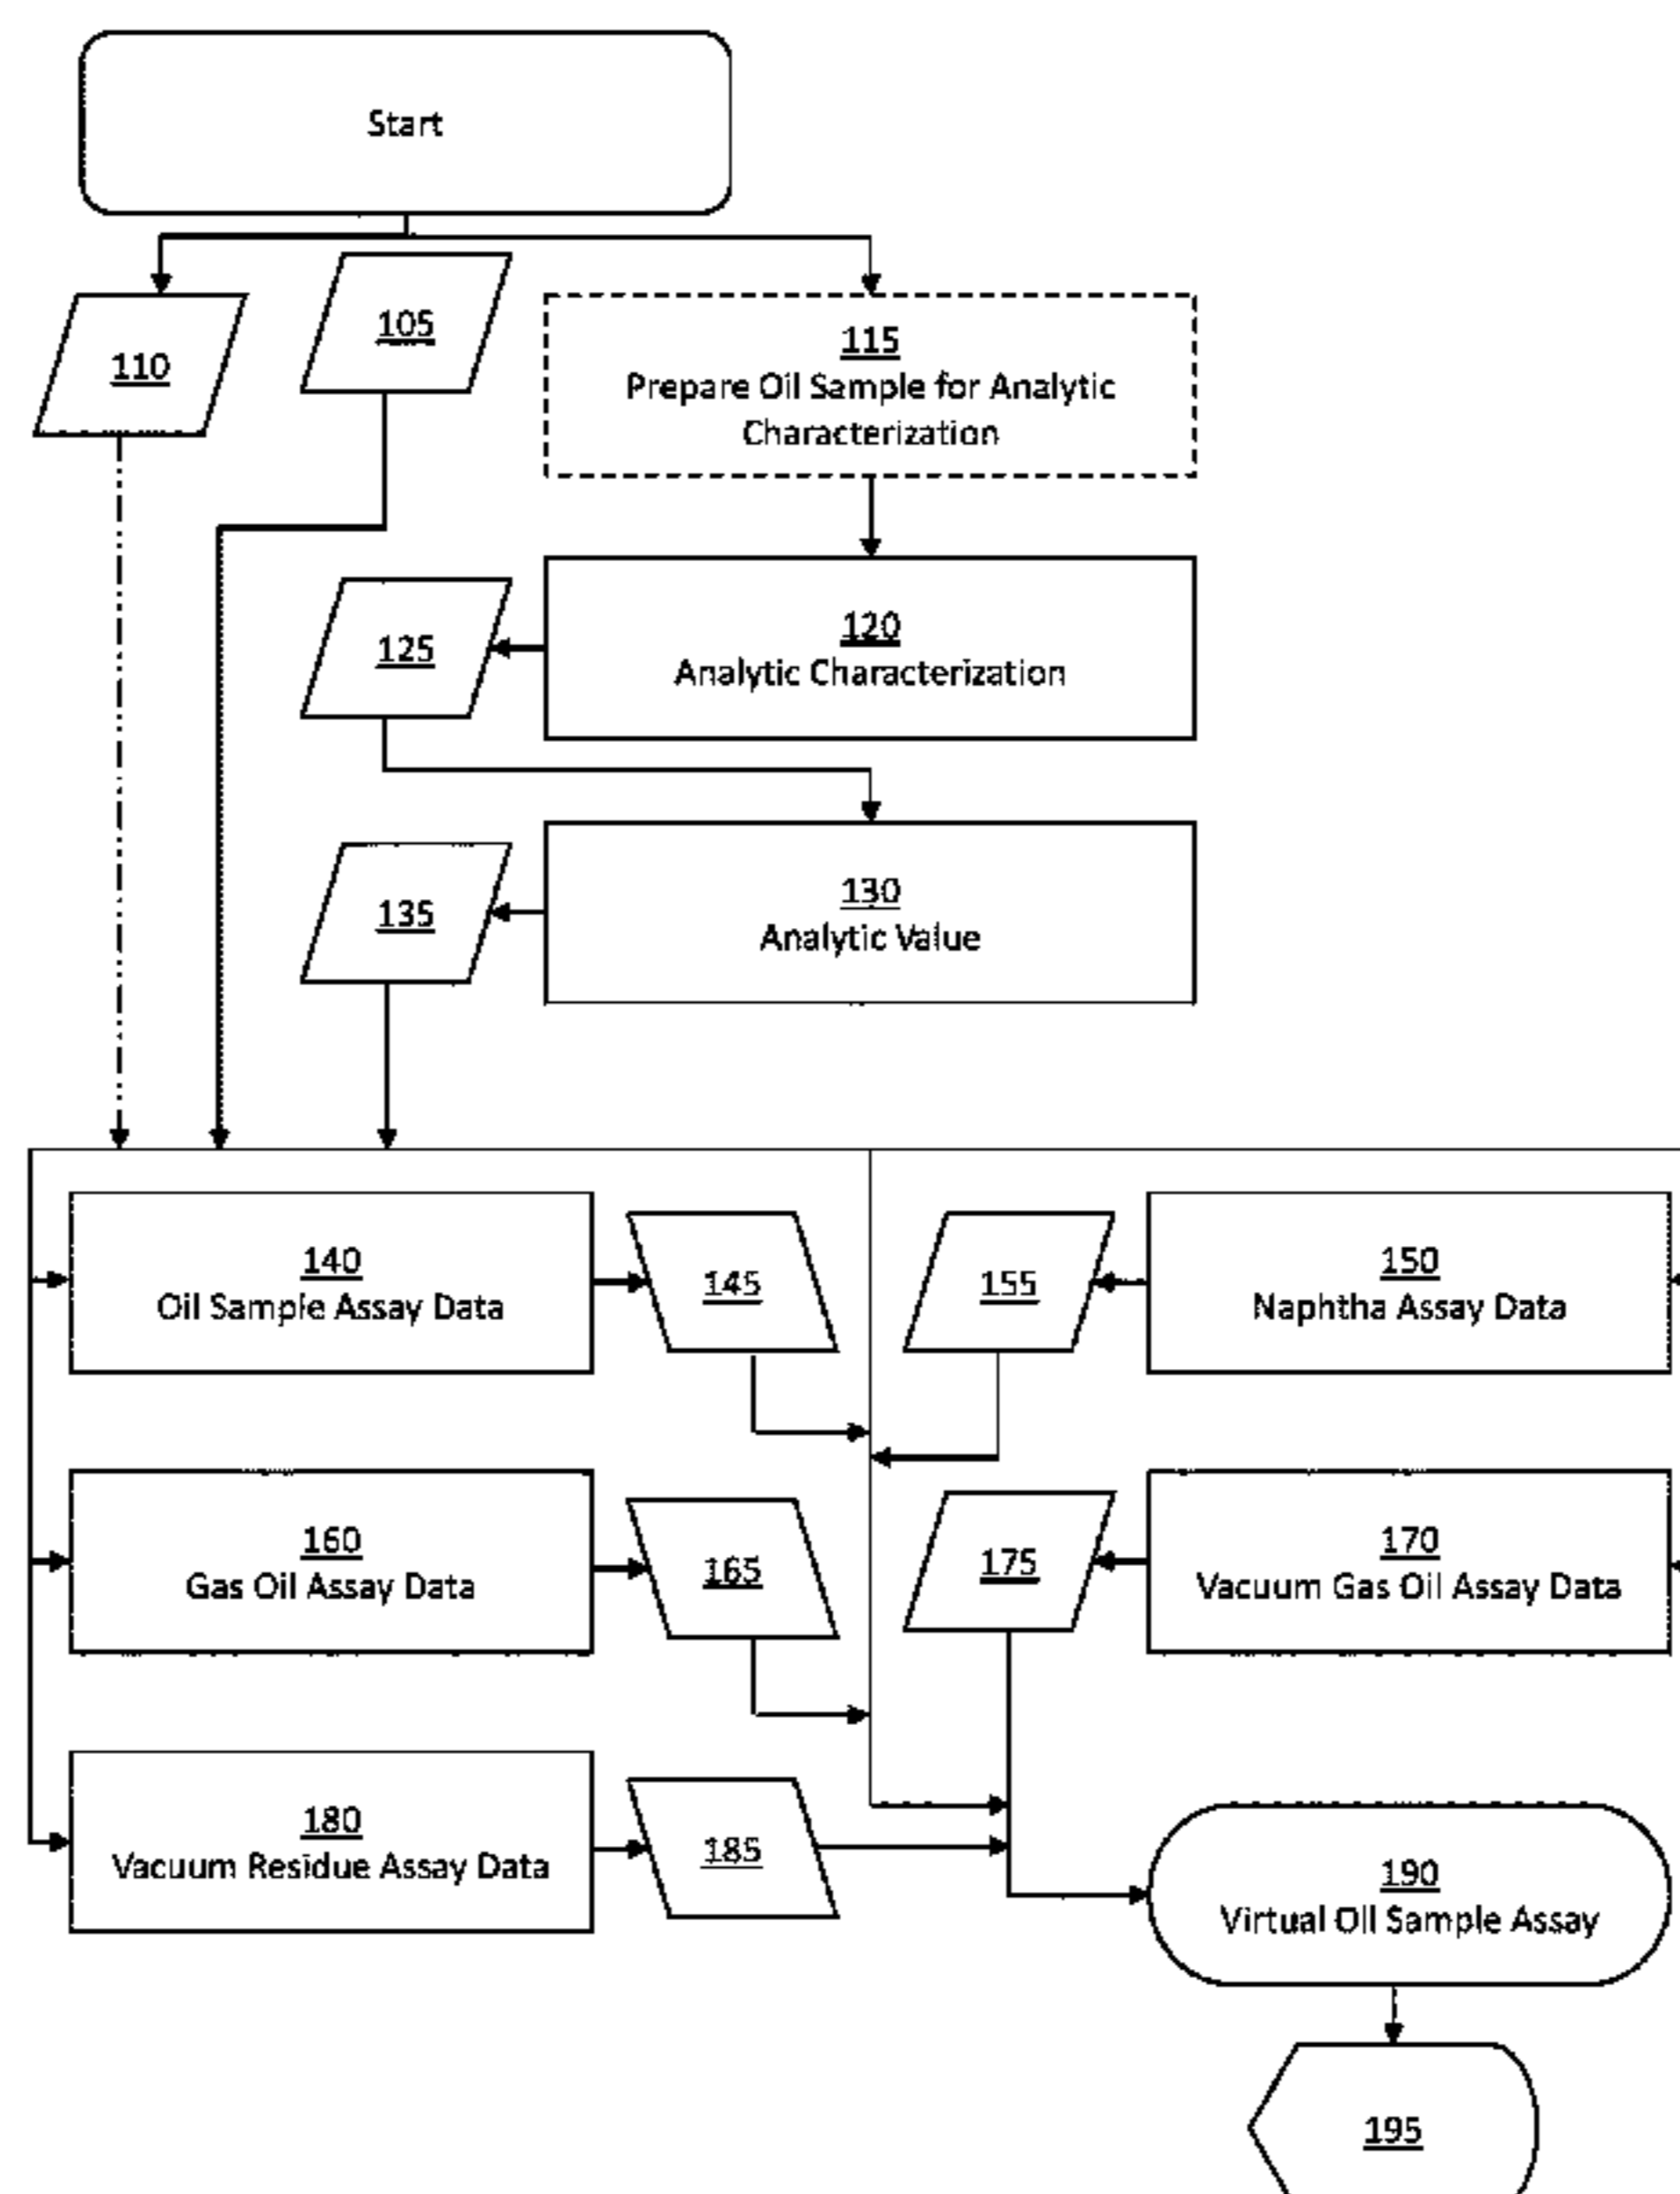 Start
110
105
115
Prepare Oil Sample for Analytic
Characterization
125
120
Analytic Characterization
135
130
Analytic Value
140
Oil Sample Assay Data
145
155
150
Naphtha Assay Data
160
Gas Oil Assay Data
165
175
170
Vacuum Gas Oil Assay Data
180
Vacuum Residue Assay Data
185
190
Virtual Oil Sample Assay
195